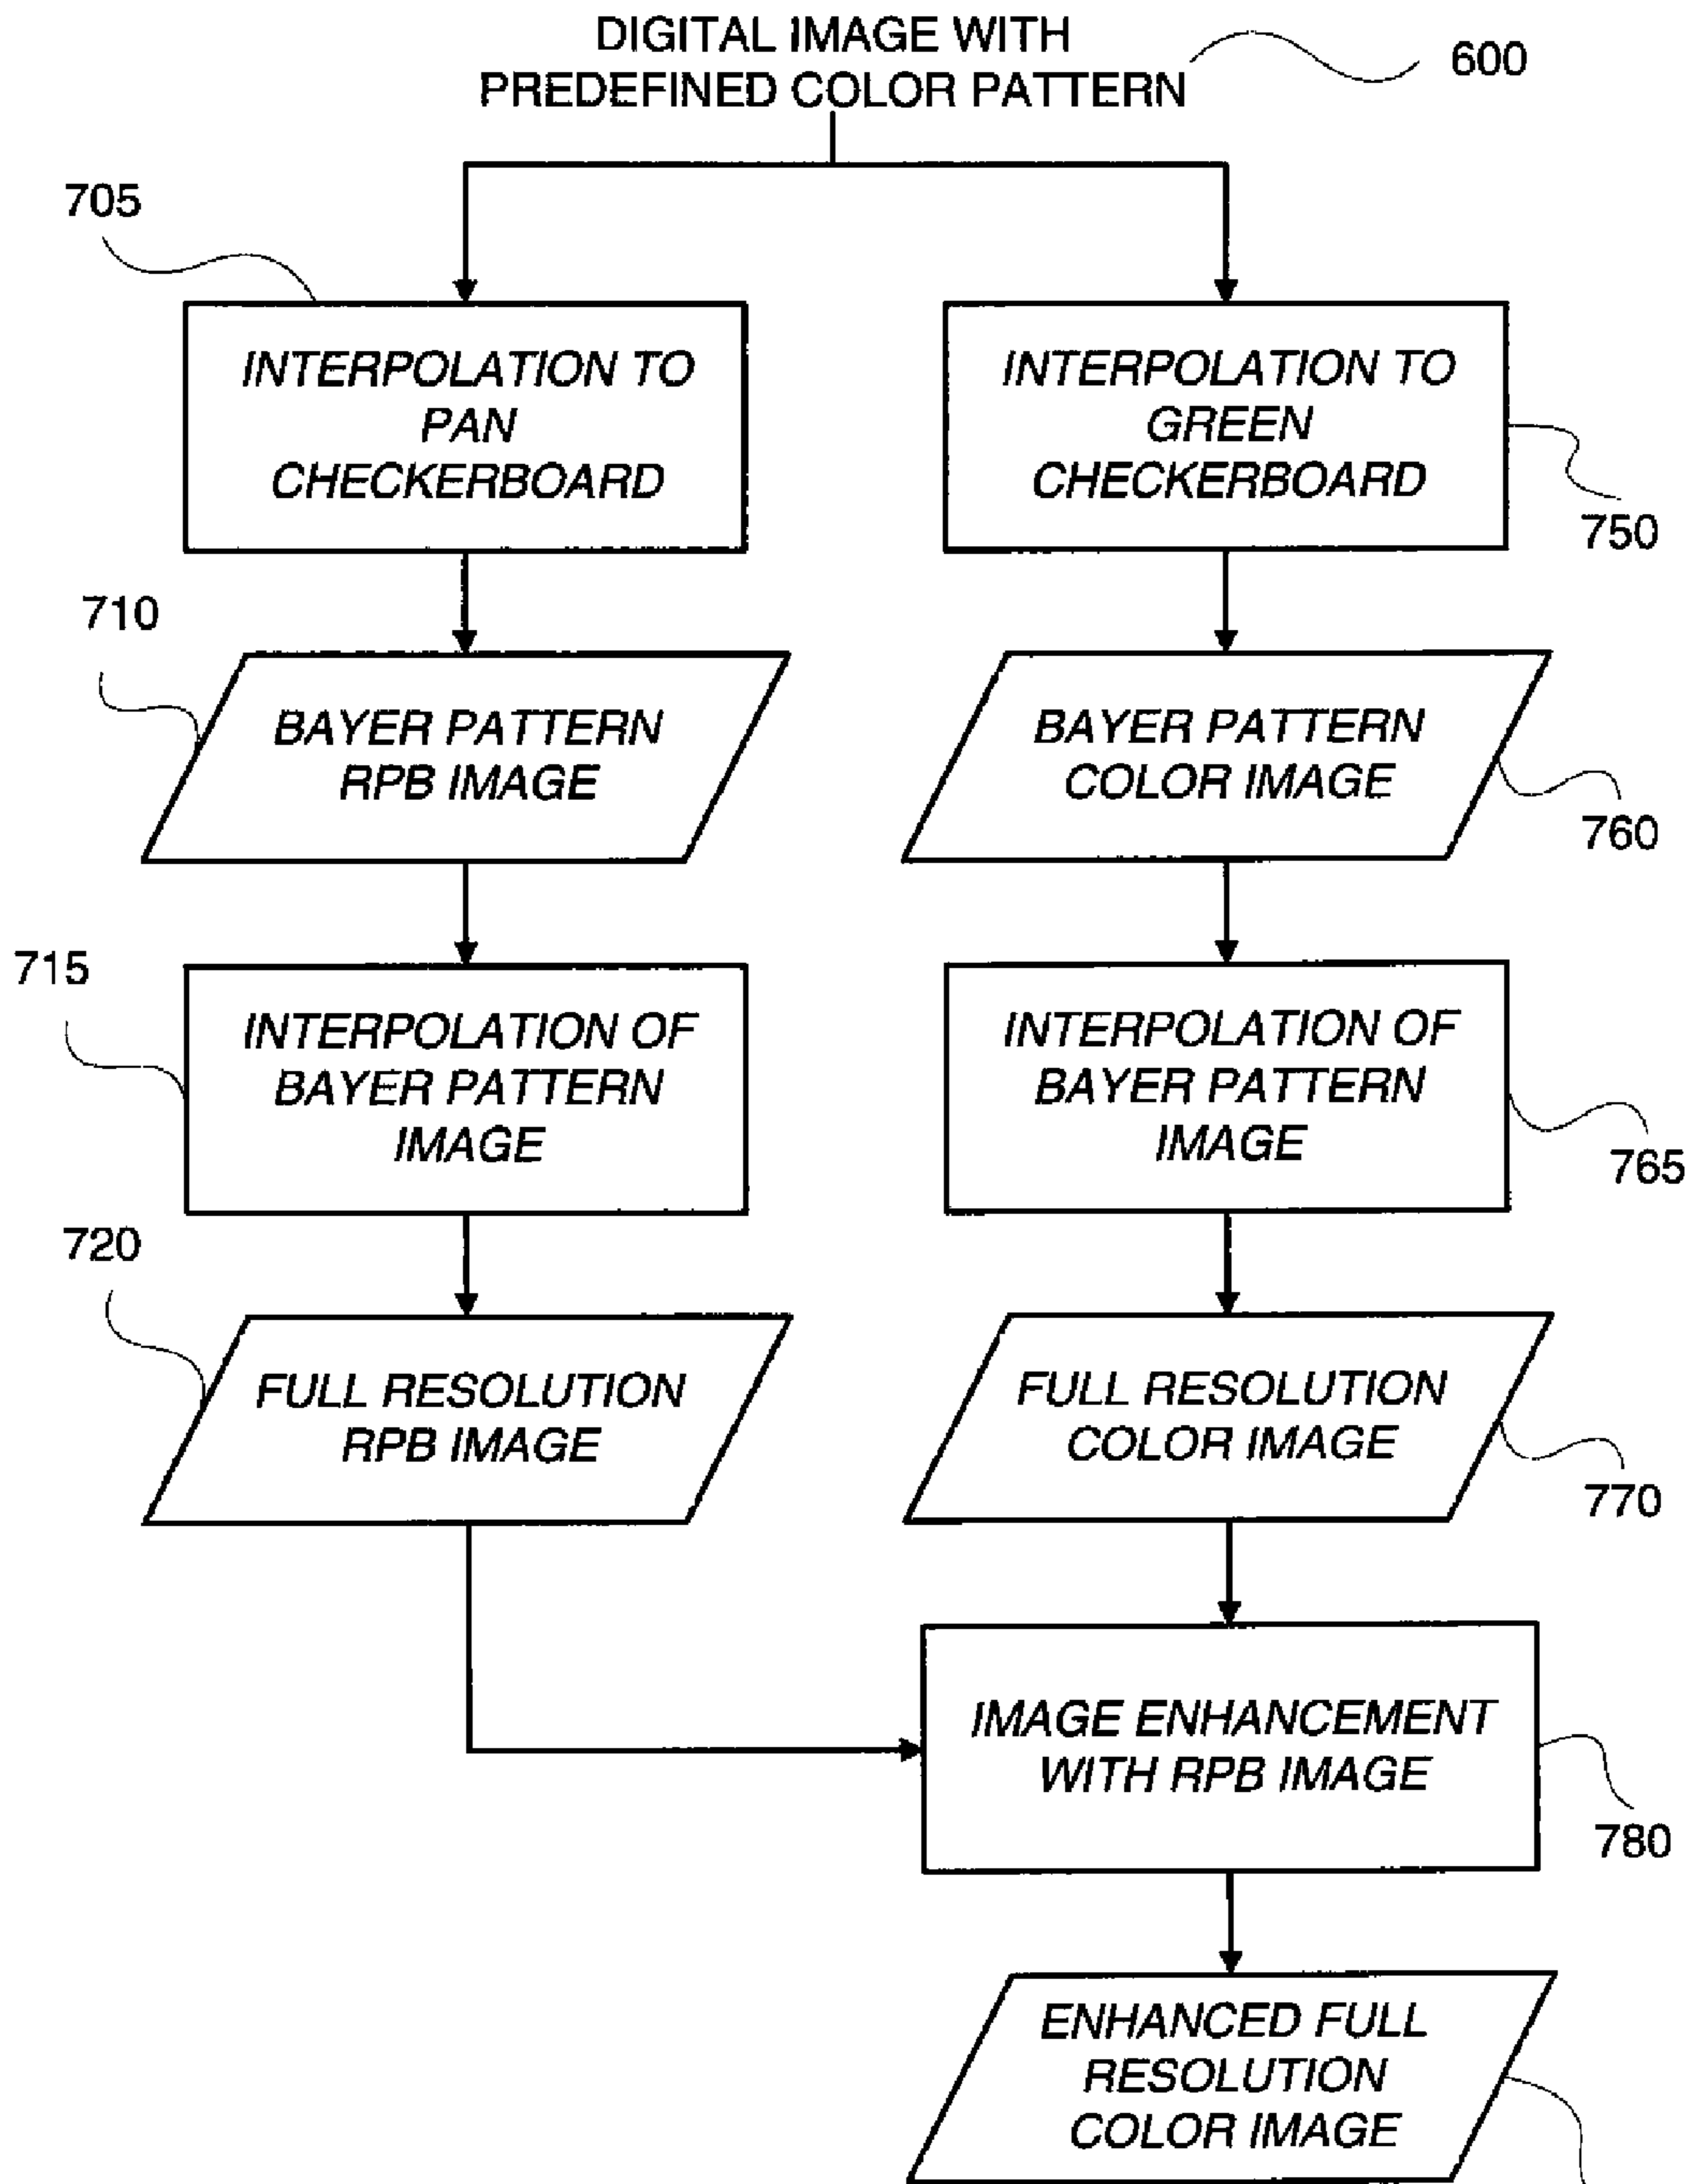 DIGITAL IMAGE WITH
PREDEFINED COLOR PATTERN
600
705
INTERPOLATION TO
PAN
CHECKERBOARD
INTERPOLATION TO
GREEN
CHECKERBOARD
750
710
BAYER PATTERN
RPB IMAGE
BAYER PATTERN
COLOR IMAGE
760
715
INTERPOLATION OF
BAYER PATTERN
IMAGE
INTERPOLATION OF
BAYER PATTERN
IMAGE
765
720
FULL RESOLUTION
RPB IMAGE
FULL RESOLUTION
COLOR IMAGE
770
IMAGE ENHANCEMENT
WITH RPB IMAGE
780
ENHANCED FULL
RESOLUTION
COLOR IMAGE